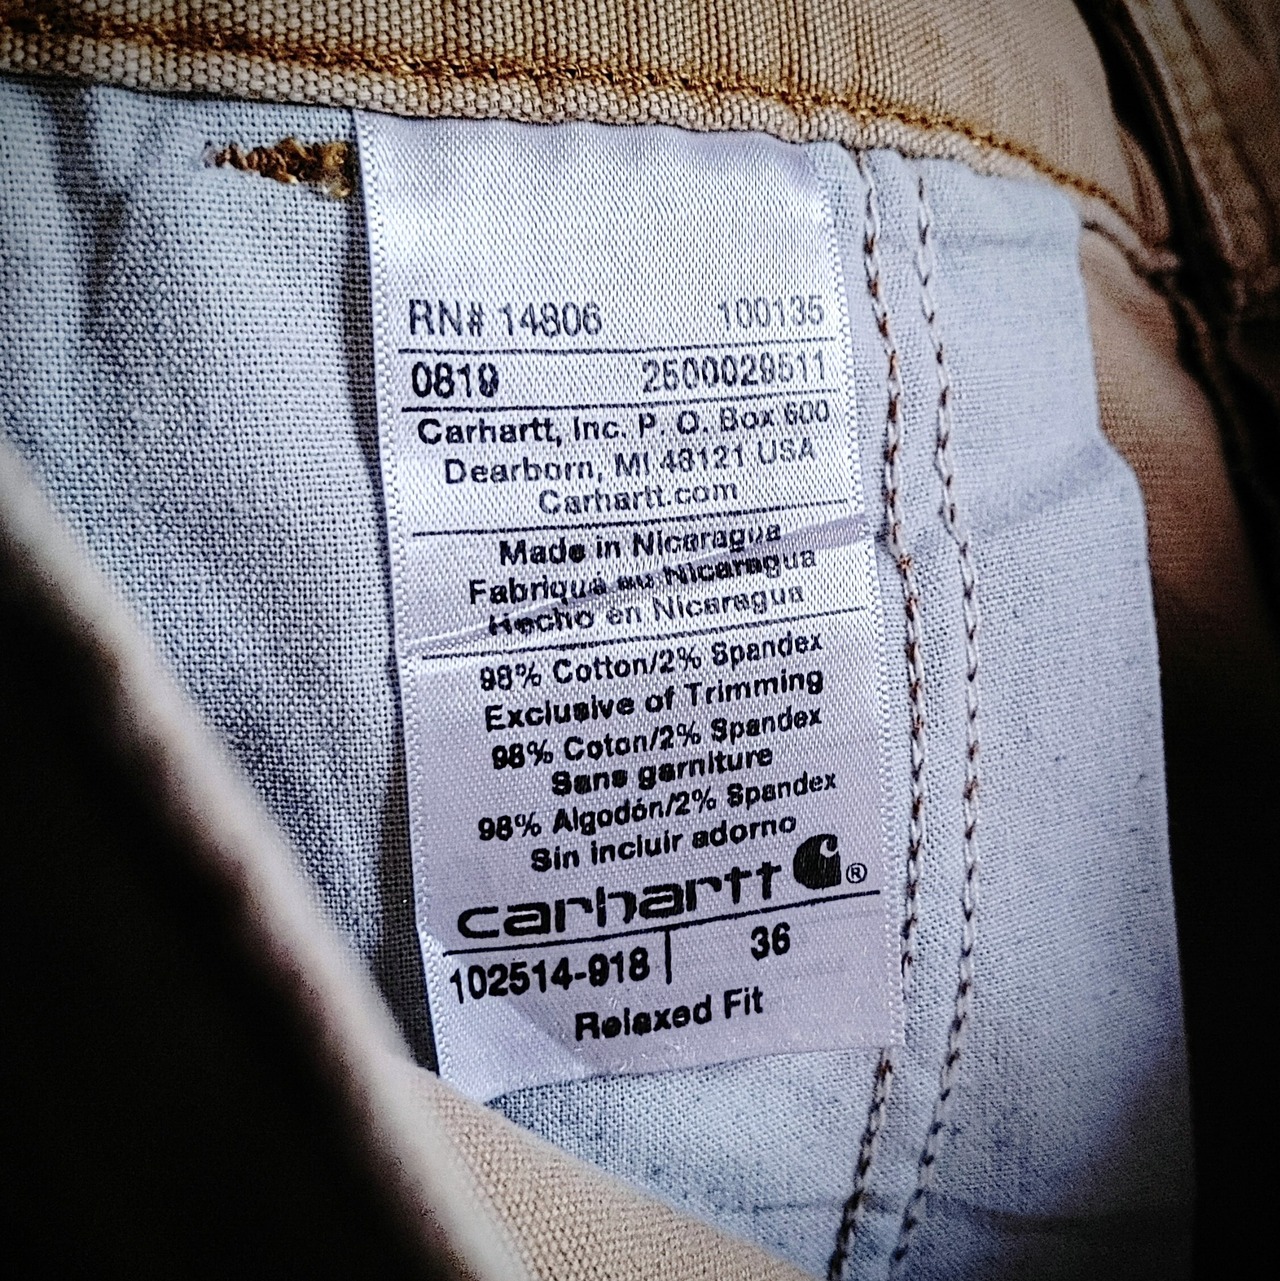 RN# 14806 100135
0819 2500029511
Carhartt, Inc. P. O. Box 600
Dearborn, MI 48121 USA
Carhartt.com
Made in Nicaragua
Fabriqué au Nicaragua
Hecho en Nicaragua
98% Cotton/2% Spandex
Exclusive of Trimming
98% Coton/2% Spandex
Sans garniture
98% Algodón/2% Spandex
Sin incluir adorno
carhartt ®
102514-918 36
Relaxed Fit